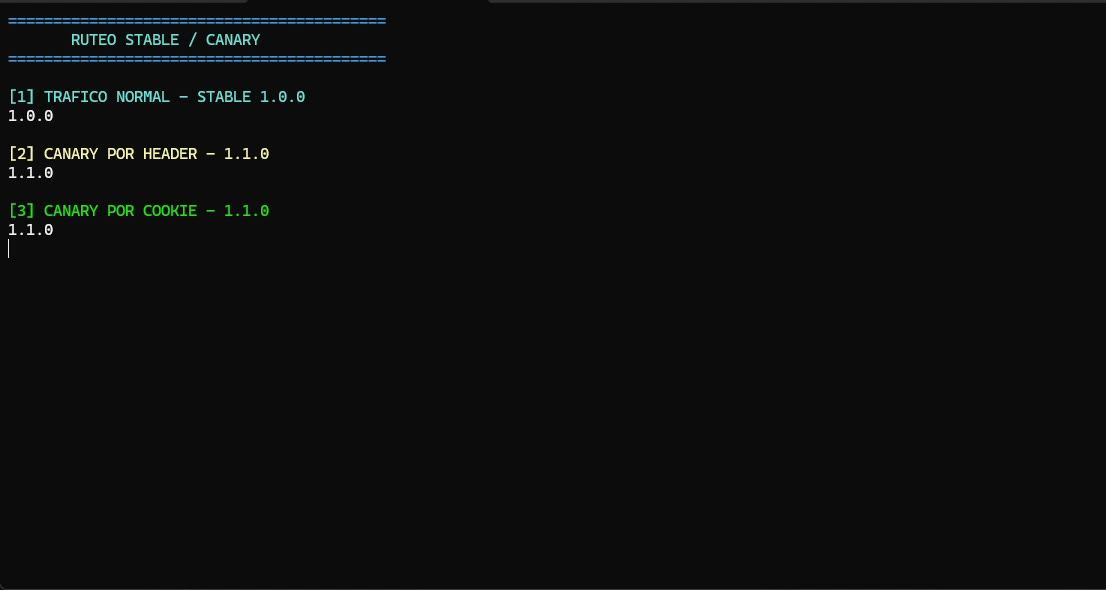 ==========================================
RUTEO STABLE / CANARY
==========================================
[1] TRAFICO NORMAL - STABLE 1.0.0
1.0.0
[2] CANARY POR HEADER - 1.1.0
1.1.0
[3] CANARY POR COOKIE - 1.1.0
1.1.0